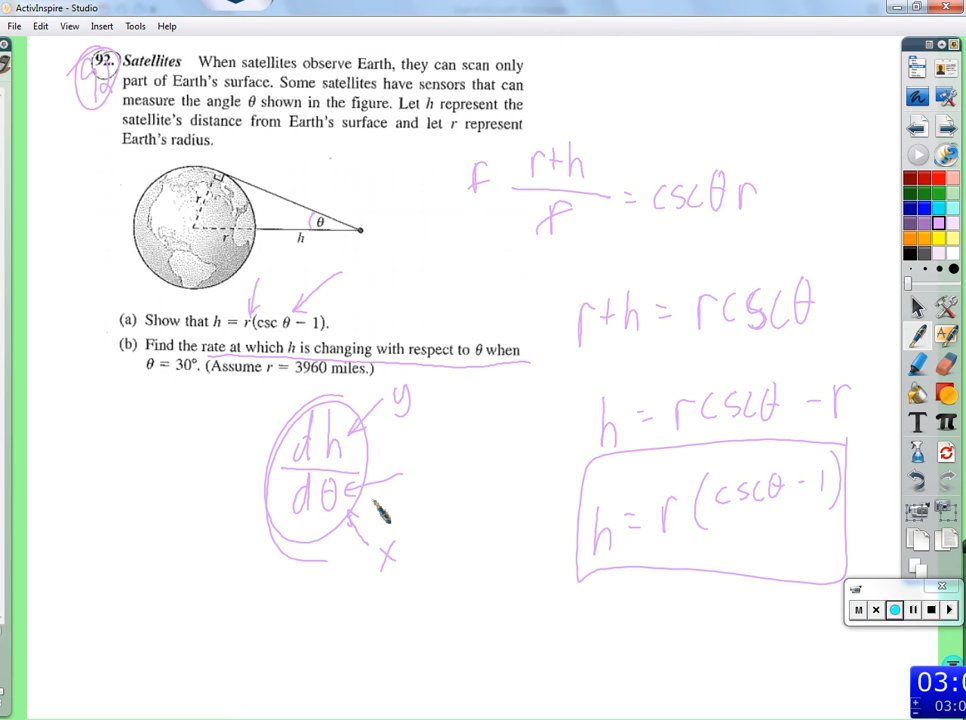 ActivInspire - Studio
File Edit View Insert Tools Help
92. Satellites When satellites observe Earth, they can scan only
part of Earth's surface. Some satellites have sensors that can
measure the angle θ shown in the figure. Let h represent the
satellite's distance from Earth's surface and let r represent
Earth's radius.
r
r
h
θ
(a) Show that h = r(csc θ − 1).
(b) Find the rate at which h is changing with respect to θ when
θ = 30°. (Assume r = 3960 miles.)
dh
dθ
y
x
r r+h
r = cscθ r
r+h = rcscθ
h = rcscθ - r
h = r(cscθ - 1)
M
03:0
03:0